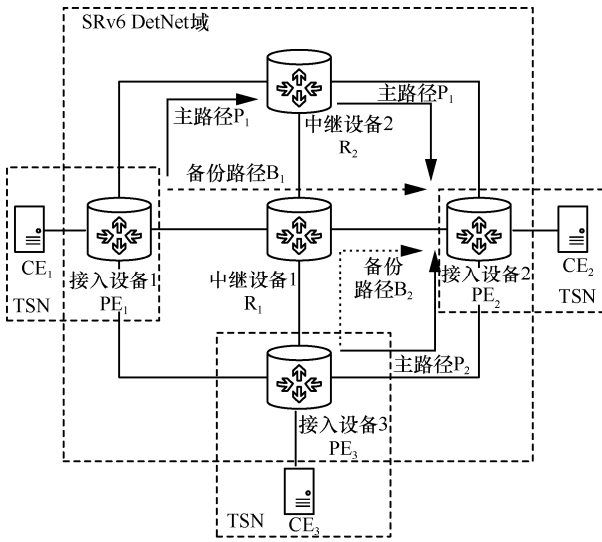 SRv6 DetNet域
主路径P1
主路径P1
中继设备2
R2
备份路径B1
CE1
接入设备1
PE1
TSN
中继设备1
R1
备份
路径B2
接入设备2
PE2
CE2
TSN
主路径P2
接入设备3
PE3
TSN
CE3